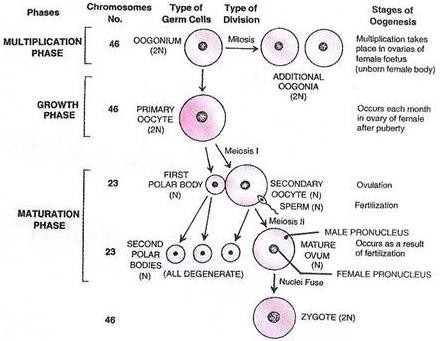 Phases
Chromosomes
No.
Type of
Germ Cells
Type of
Division
Stages of
Oogenesis
MULTIPLICATION
PHASE
46
OOGONIUM
(2N)
Mitosis
ADDITIONAL
OOGONIA
(2N)
Multiplication takes
place in ovaries of
female foetus
(unborn female body)
GROWTH
PHASE
46
PRIMARY
OOCYTE
(2N)
Occurs each month
in ovary of female
after puberty
Meiosis I
MATURATION
PHASE
23
FIRST
POLAR BODY
(N)
SECONDARY
OOCYTE (N)
SPERM (N)
Ovulation
Fertilization
Meiosis II
23
SECOND
POLAR
BODIES
(N)
(ALL DEGENERATE)
MALE PRONUCLEUS
MATURE
OVUM
(N)
Occurs as a result
of fertilization
FEMALE PRONUCLEUS
Nuclei Fuse
46
ZYGOTE (2N)